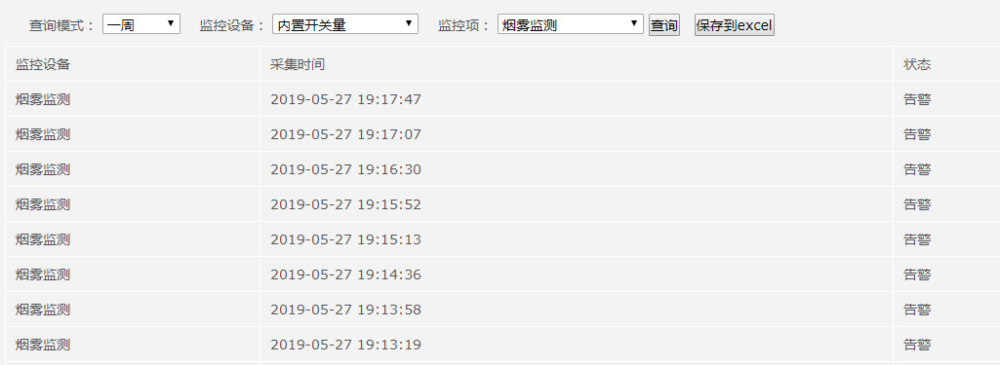 查询模式： 一周 监控设备： 内置开关量 监控项： 烟雾监测 查询 保存到excel
监控设备 采集时间 状态
烟雾监测 2019-05-27 19:17:47 告警
烟雾监测 2019-05-27 19:17:07 告警
烟雾监测 2019-05-27 19:16:30 告警
烟雾监测 2019-05-27 19:15:52 告警
烟雾监测 2019-05-27 19:15:13 告警
烟雾监测 2019-05-27 19:14:36 告警
烟雾监测 2019-05-27 19:13:58 告警
烟雾监测 2019-05-27 19:13:19 告警